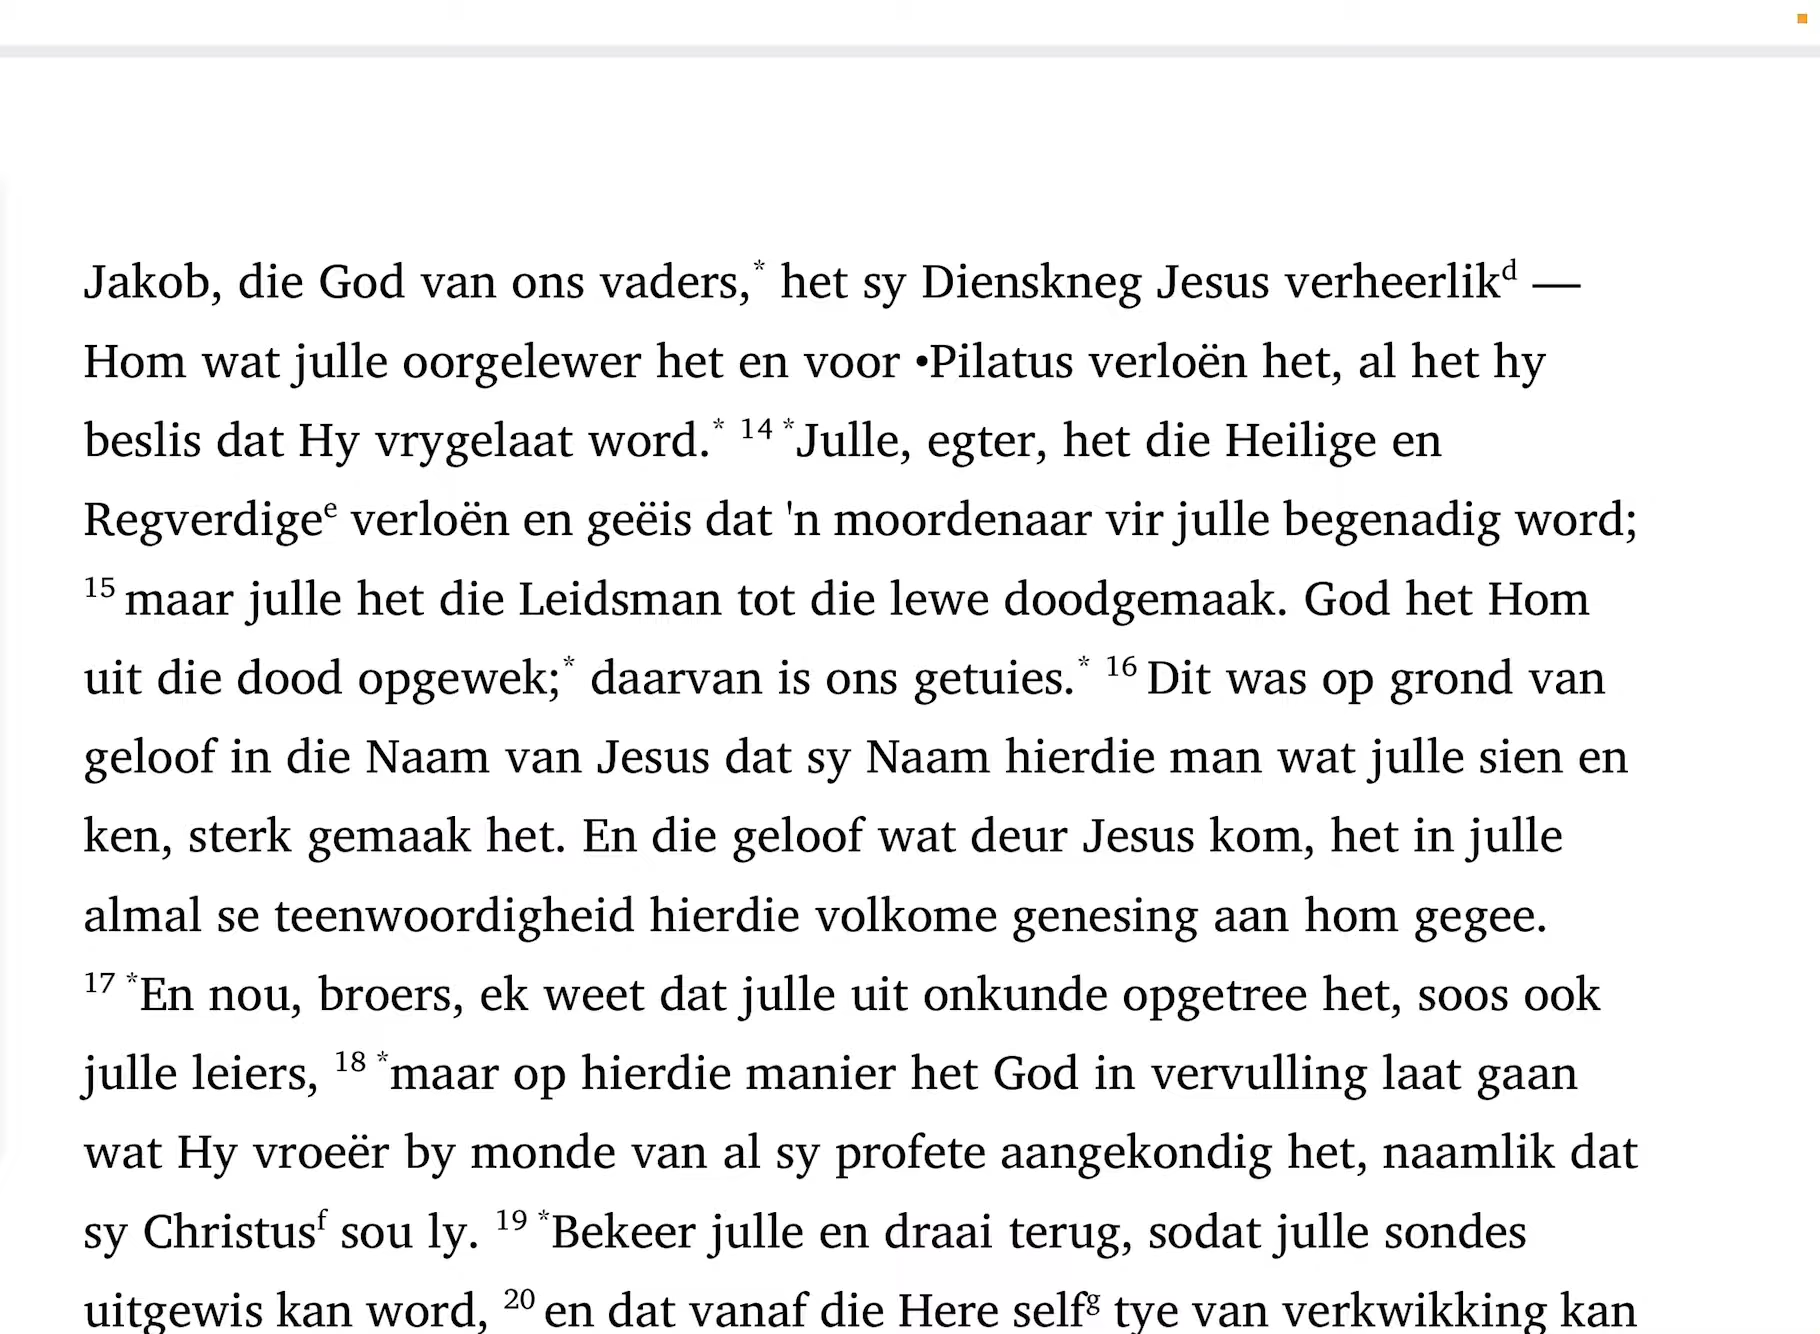 Jakob, die God van ons vaders,* het sy Dienskneg Jesus verheerlikᵈ —
Hom wat julle oorgelewer het en voor •Pilatus verloën het, al het hy
beslis dat Hy vrygelaat word.* 14 *Julle, egter, het die Heilige en
Regverdigeᵉ verloën en geëis dat 'n moordenaar vir julle begenadig word;
15 maar julle het die Leidsman tot die lewe doodgemaak. God het Hom
uit die dood opgewek;* daarvan is ons getuies.* 16 Dit was op grond van
geloof in die Naam van Jesus dat sy Naam hierdie man wat julle sien en
ken, sterk gemaak het. En die geloof wat deur Jesus kom, het in julle
almal se teenwoordigheid hierdie volkome genesing aan hom gegee.
17 *En nou, broers, ek weet dat julle uit onkunde opgetree het, soos ook
julle leiers, 18 *maar op hierdie manier het God in vervulling laat gaan
wat Hy vroeër by monde van al sy profete aangekondig het, naamlik dat
sy Christusᶠ sou ly. 19 *Bekeer julle en draai terug, sodat julle sondes
uitgewis kan word, 20 en dat vanaf die Here selfᵍ tye van verkwikking kan